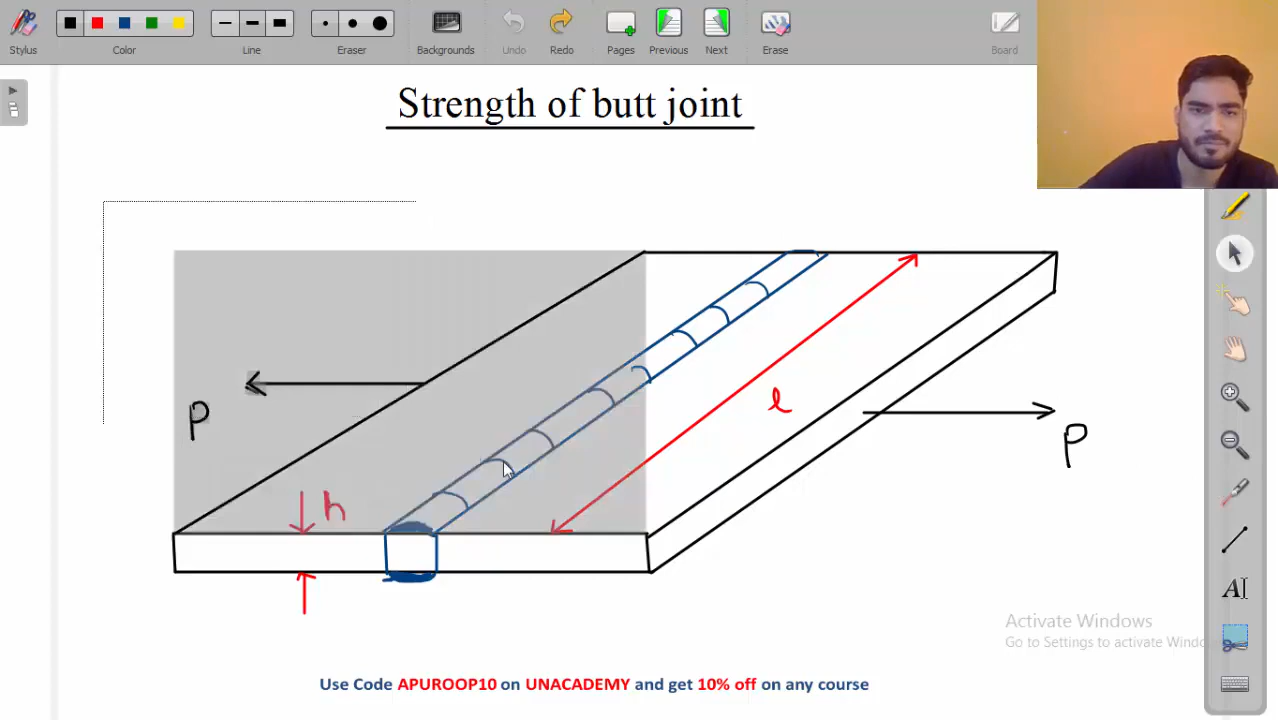 Stylus Color Line Eraser Backgrounds Undo Redo Pages Previous Next Erase Board
Strength of butt joint
l
P
P
h
Activate Windows
Go to Settings to activate Windo
Use Code APUROOP10 on UNACADEMY and get 10% off on any course